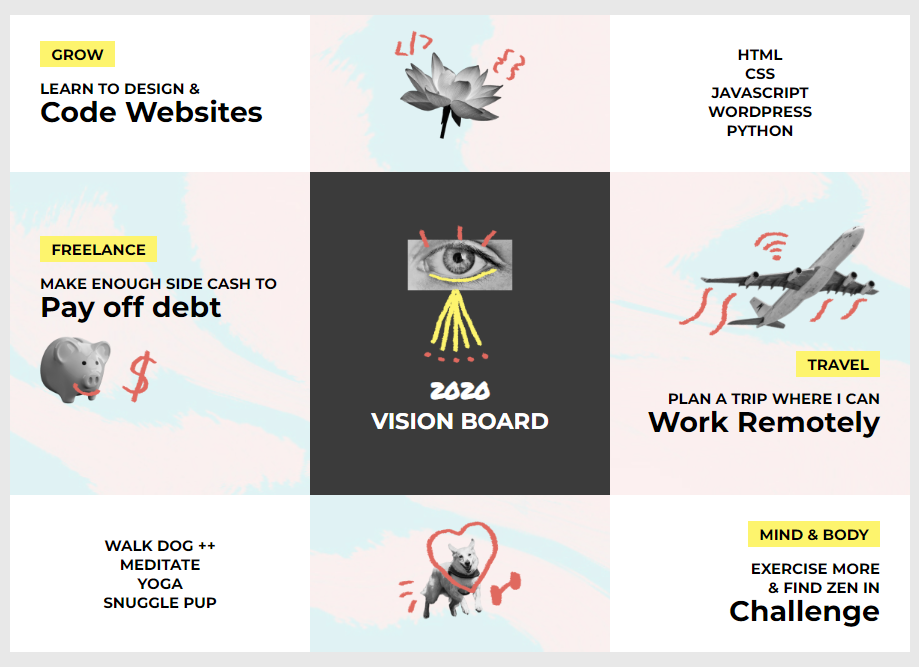 GROW
LEARN TO DESIGN &
Code Websites
</>
{ }
HTML
CSS
JAVASCRIPT
WORDPRESS
PYTHON
FREELANCE
MAKE ENOUGH SIDE CASH TO
Pay off debt
$
2020
VISION BOARD
TRAVEL
PLAN A TRIP WHERE I CAN
Work Remotely
WALK DOG ++
MEDITATE
YOGA
SNUGGLE PUP
MIND & BODY
EXERCISE MORE
& FIND ZEN IN
Challenge